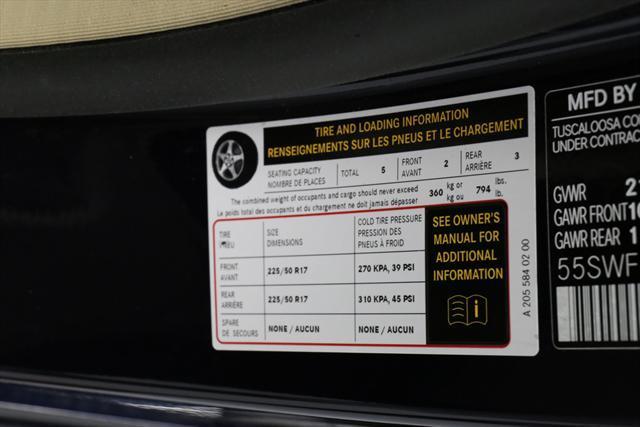 TIRE AND LOADING INFORMATION
RENSEIGNEMENTS SUR LES PNEUS ET LE CHARGEMENT
SEATING CAPACITY
NOMBRE DE PLACES
TOTAL 5
FRONT
AVANT
2
REAR
ARRIÈRE
3
The combined weight of occupants and cargo should never exceed
Le poids total des occupants et du chargement ne doit jamais dépasser
360 kg or
kg ou
794 lbs.
lb.
TIRE
PNEU
SIZE
DIMENSIONS
COLD TIRE PRESSURE
PRESSION DES
PNEUS À FROID
FRONT
AVANT
225/50 R17
270 KPA, 39 PSI
REAR
ARRIÈRE
225/50 R17
310 KPA, 45 PSI
SPARE
DE SECOURS
NONE / AUCUN
NONE / AUCUN
SEE OWNER'S
MANUAL FOR
ADDITIONAL
INFORMATION
i
A 205 584 02 00
MFD BY
TUSCALOOSA CO
UNDER CONTRAC
GVWR 2
GAWR FRONT
GAWR REAR 1
55SWF